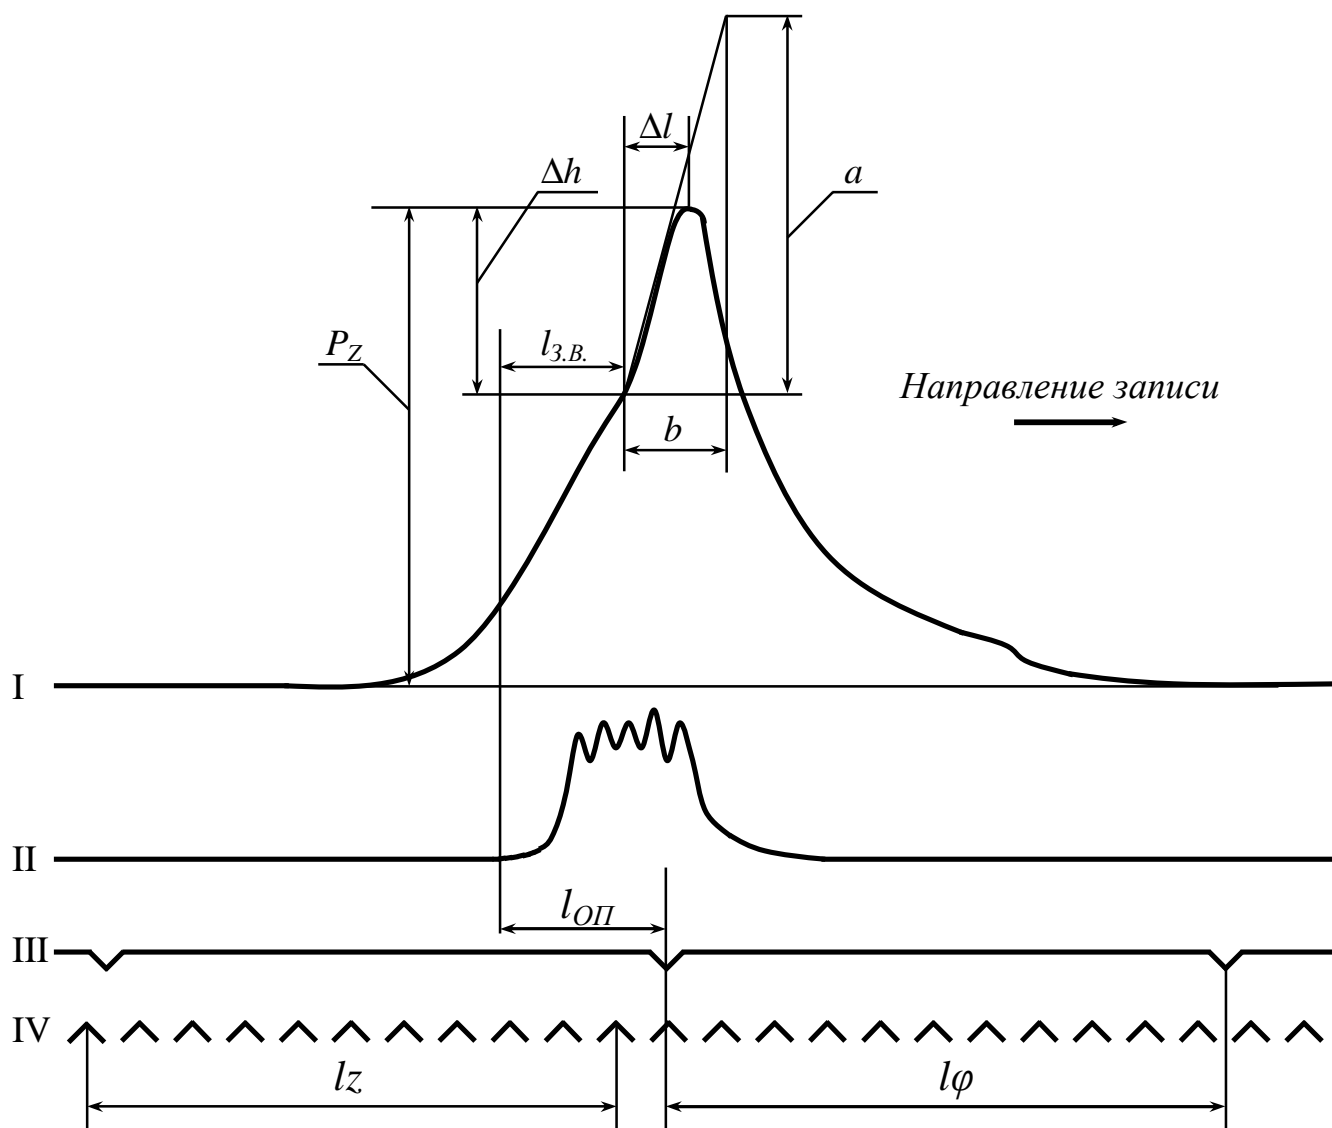 Δl
Δh
a
P_Z
l_З.В.
Направление записи
b
I
II
l_ОП
III
IV
lz
lφ